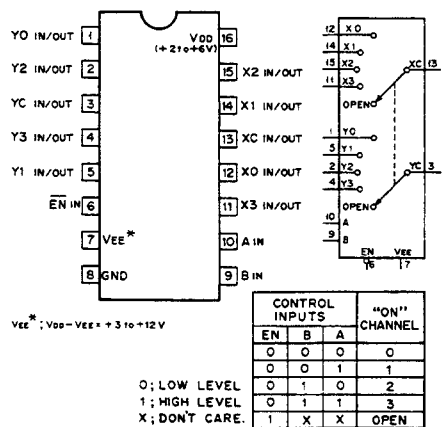 Y0 IN/OUT 1
Y2 IN/OUT 2
YC IN/OUT 3
Y3 IN/OUT 4
Y1 IN/OUT 5
EN IN 6
7 VEE*
8 GND
VDD 16
(+2to+6V)
15 X2 IN/OUT
14 X1 IN/OUT
13 XC IN/OUT
12 X0 IN/OUT
11 X3 IN/OUT
10 A IN
9 B IN
12 X0
14 X1
15 X2
11 X3
OPEN
XC 13
1 Y0
5 Y1
2 Y2
4 Y3
OPEN
YC 3
10 A
9 B
EN VEE
6 7
VEE*; VDD-VEE=+3 to +12V
0; LOW LEVEL
1; HIGH LEVEL
X; DON'T CARE.
CONTROL INPUTS "ON" CHANNEL
EN B A
0 0 0 0
0 0 1 1
0 1 0 2
0 1 1 3
1 X X OPEN